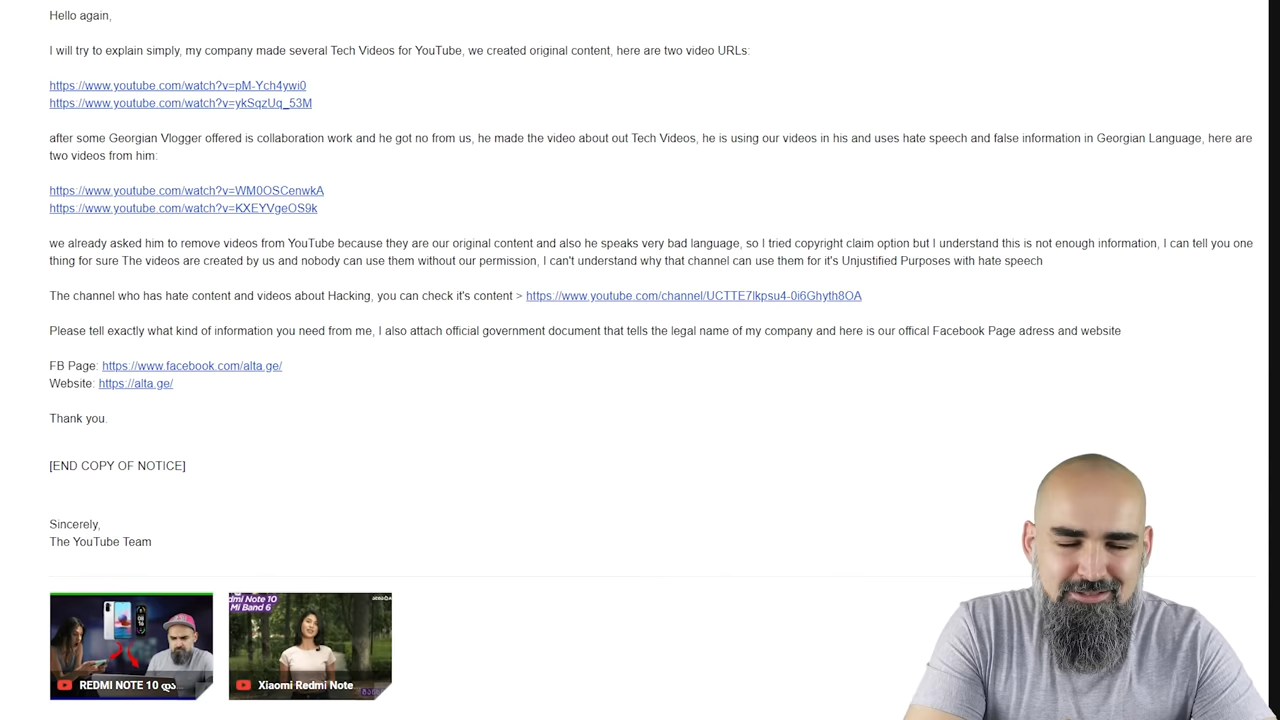 Hello again,
I will try to explain simply, my company made several Tech Videos for YouTube, we created original content, here are two video URLs:
https://www.youtube.com/watch?v=pM-Ych4ywi0
https://www.youtube.com/watch?v=ykSqzUq_53M
after some Georgian Vlogger offered is collaboration work and he got no from us, he made the video about out Tech Videos, he is using our videos in his and uses hate speech and false information in Georgian Language, here are
two videos from him:
https://www.youtube.com/watch?v=WM0OSCenwkA
https://www.youtube.com/watch?v=KXEYVgeOS9k
we already asked him to remove videos from YouTube because they are our original content and also he speaks very bad language, so I tried copyright claim option but I understand this is not enough information, I can tell you one
thing for sure The videos are created by us and nobody can use them without our permission, I can't understand why that channel can use them for it's Unjustified Purposes with hate speech
The channel who has hate content and videos about Hacking, you can check it's content > https://www.youtube.com/channel/UCTTE7lkpsu4-0i6Ghyth8OA
Please tell exactly what kind of information you need from me, I also attach official government document that tells the legal name of my company and here is our offical Facebook Page adress and website
FB Page: https://www.facebook.com/alta.ge/
Website: https://alta.ge/
Thank you.
[END COPY OF NOTICE]
Sincerely,
The YouTube Team
REDMI NOTE 10 და...
dmi Note 10
Mi Band 6
Xiaomi Redmi Note...